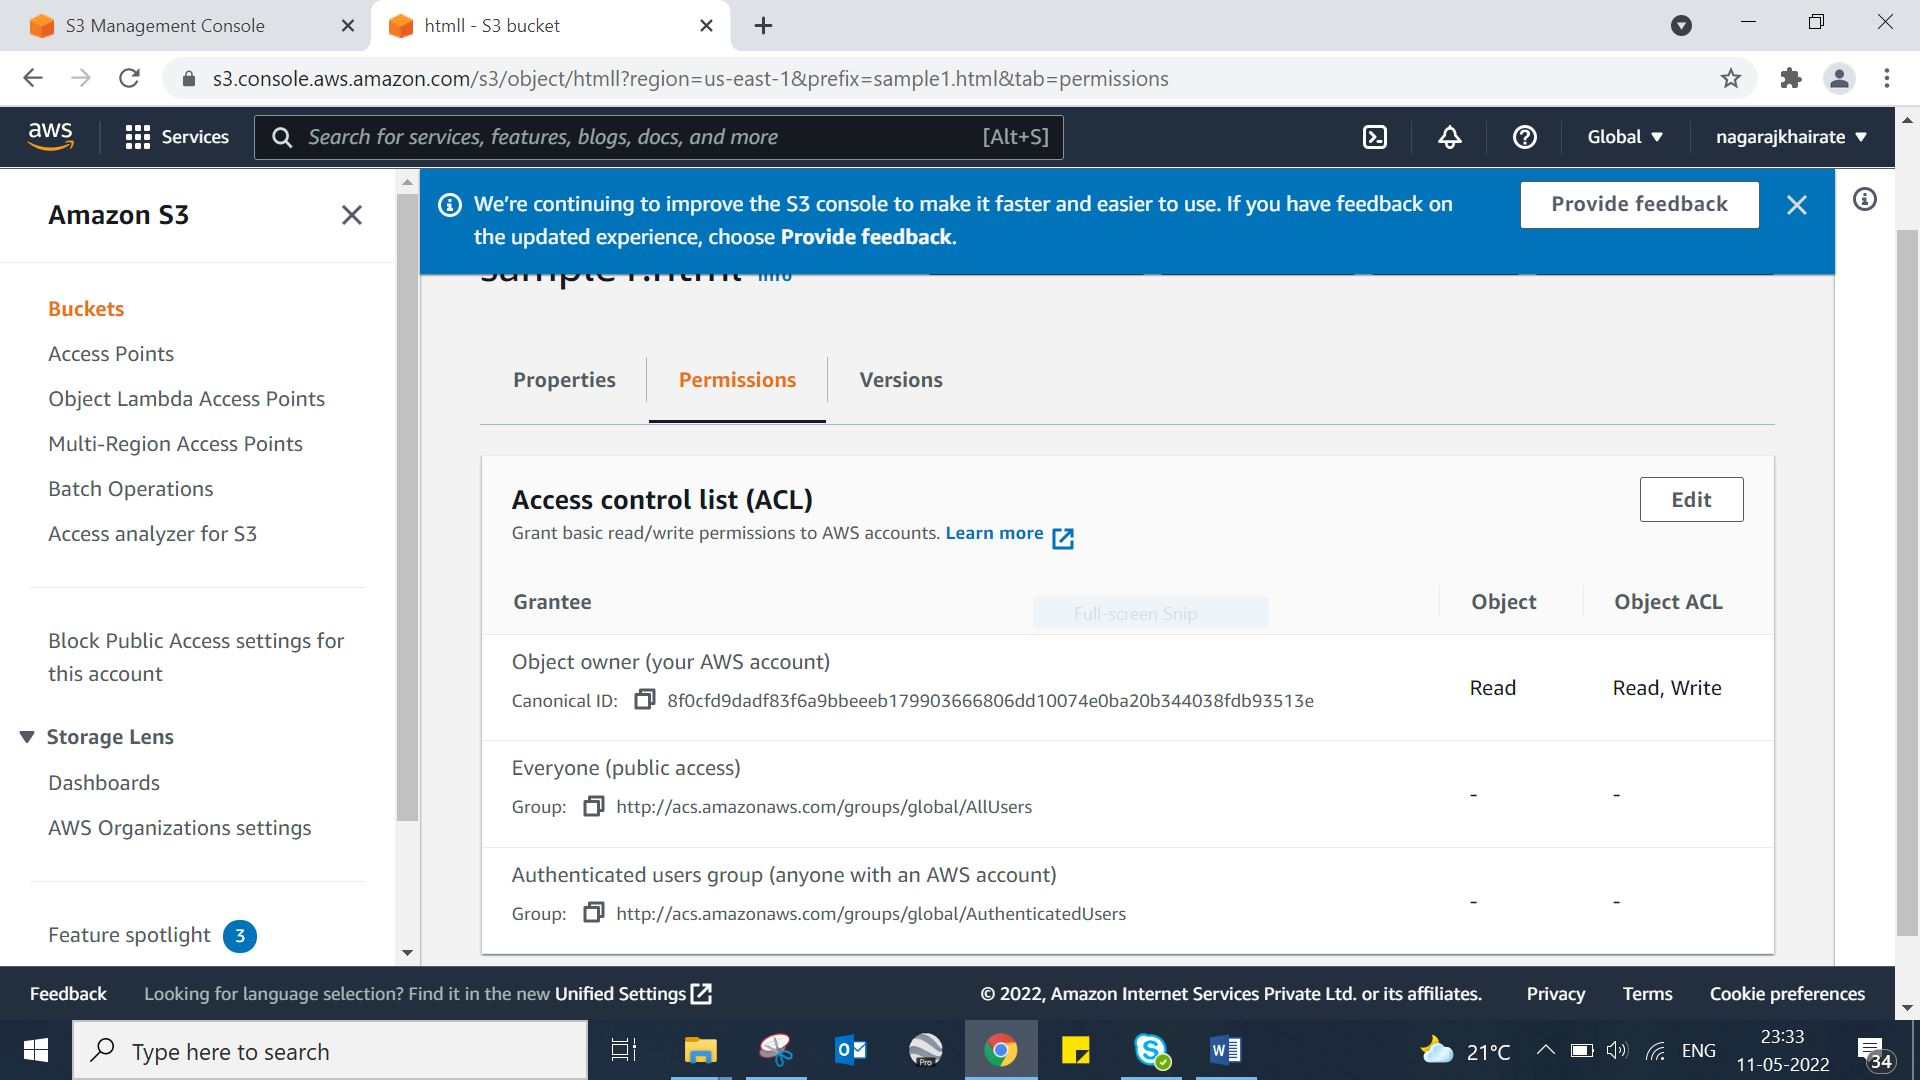 S3 Management Console
htmll - S3 bucket
s3.console.aws.amazon.com/s3/object/htmll?region=us-east-1&prefix=sample1.html&tab=permissions
aws
Services
Search for services, features, blogs, docs, and more
[Alt+S]
Global
nagarajkhairate
Amazon S3
Buckets
Access Points
Object Lambda Access Points
Multi-Region Access Points
Batch Operations
Access analyzer for S3
Block Public Access settings for
this account
Storage Lens
Dashboards
AWS Organizations settings
Feature spotlight 3
We're continuing to improve the S3 console to make it faster and easier to use. If you have feedback on
the updated experience, choose Provide feedback.
Provide feedback
sample1.html Info
Properties
Permissions
Versions
Access control list (ACL)
Edit
Grant basic read/write permissions to AWS accounts. Learn more
Grantee
Full-screen Snip
Object
Object ACL
Object owner (your AWS account)
Canonical ID: 8f0cfd9dadf83f6a9bbeeeb179903666806dd10074e0ba20b344038fdb93513e
Read
Read, Write
Everyone (public access)
Group: http://acs.amazonaws.com/groups/global/AllUsers
-
-
Authenticated users group (anyone with an AWS account)
Group: http://acs.amazonaws.com/groups/global/AuthenticatedUsers
-
-
Feedback
Looking for language selection? Find it in the new Unified Settings
© 2022, Amazon Internet Services Private Ltd. or its affiliates.
Privacy
Terms
Cookie preferences
Type here to search
Pro
21°C
ENG
23:33
11-05-2022
34